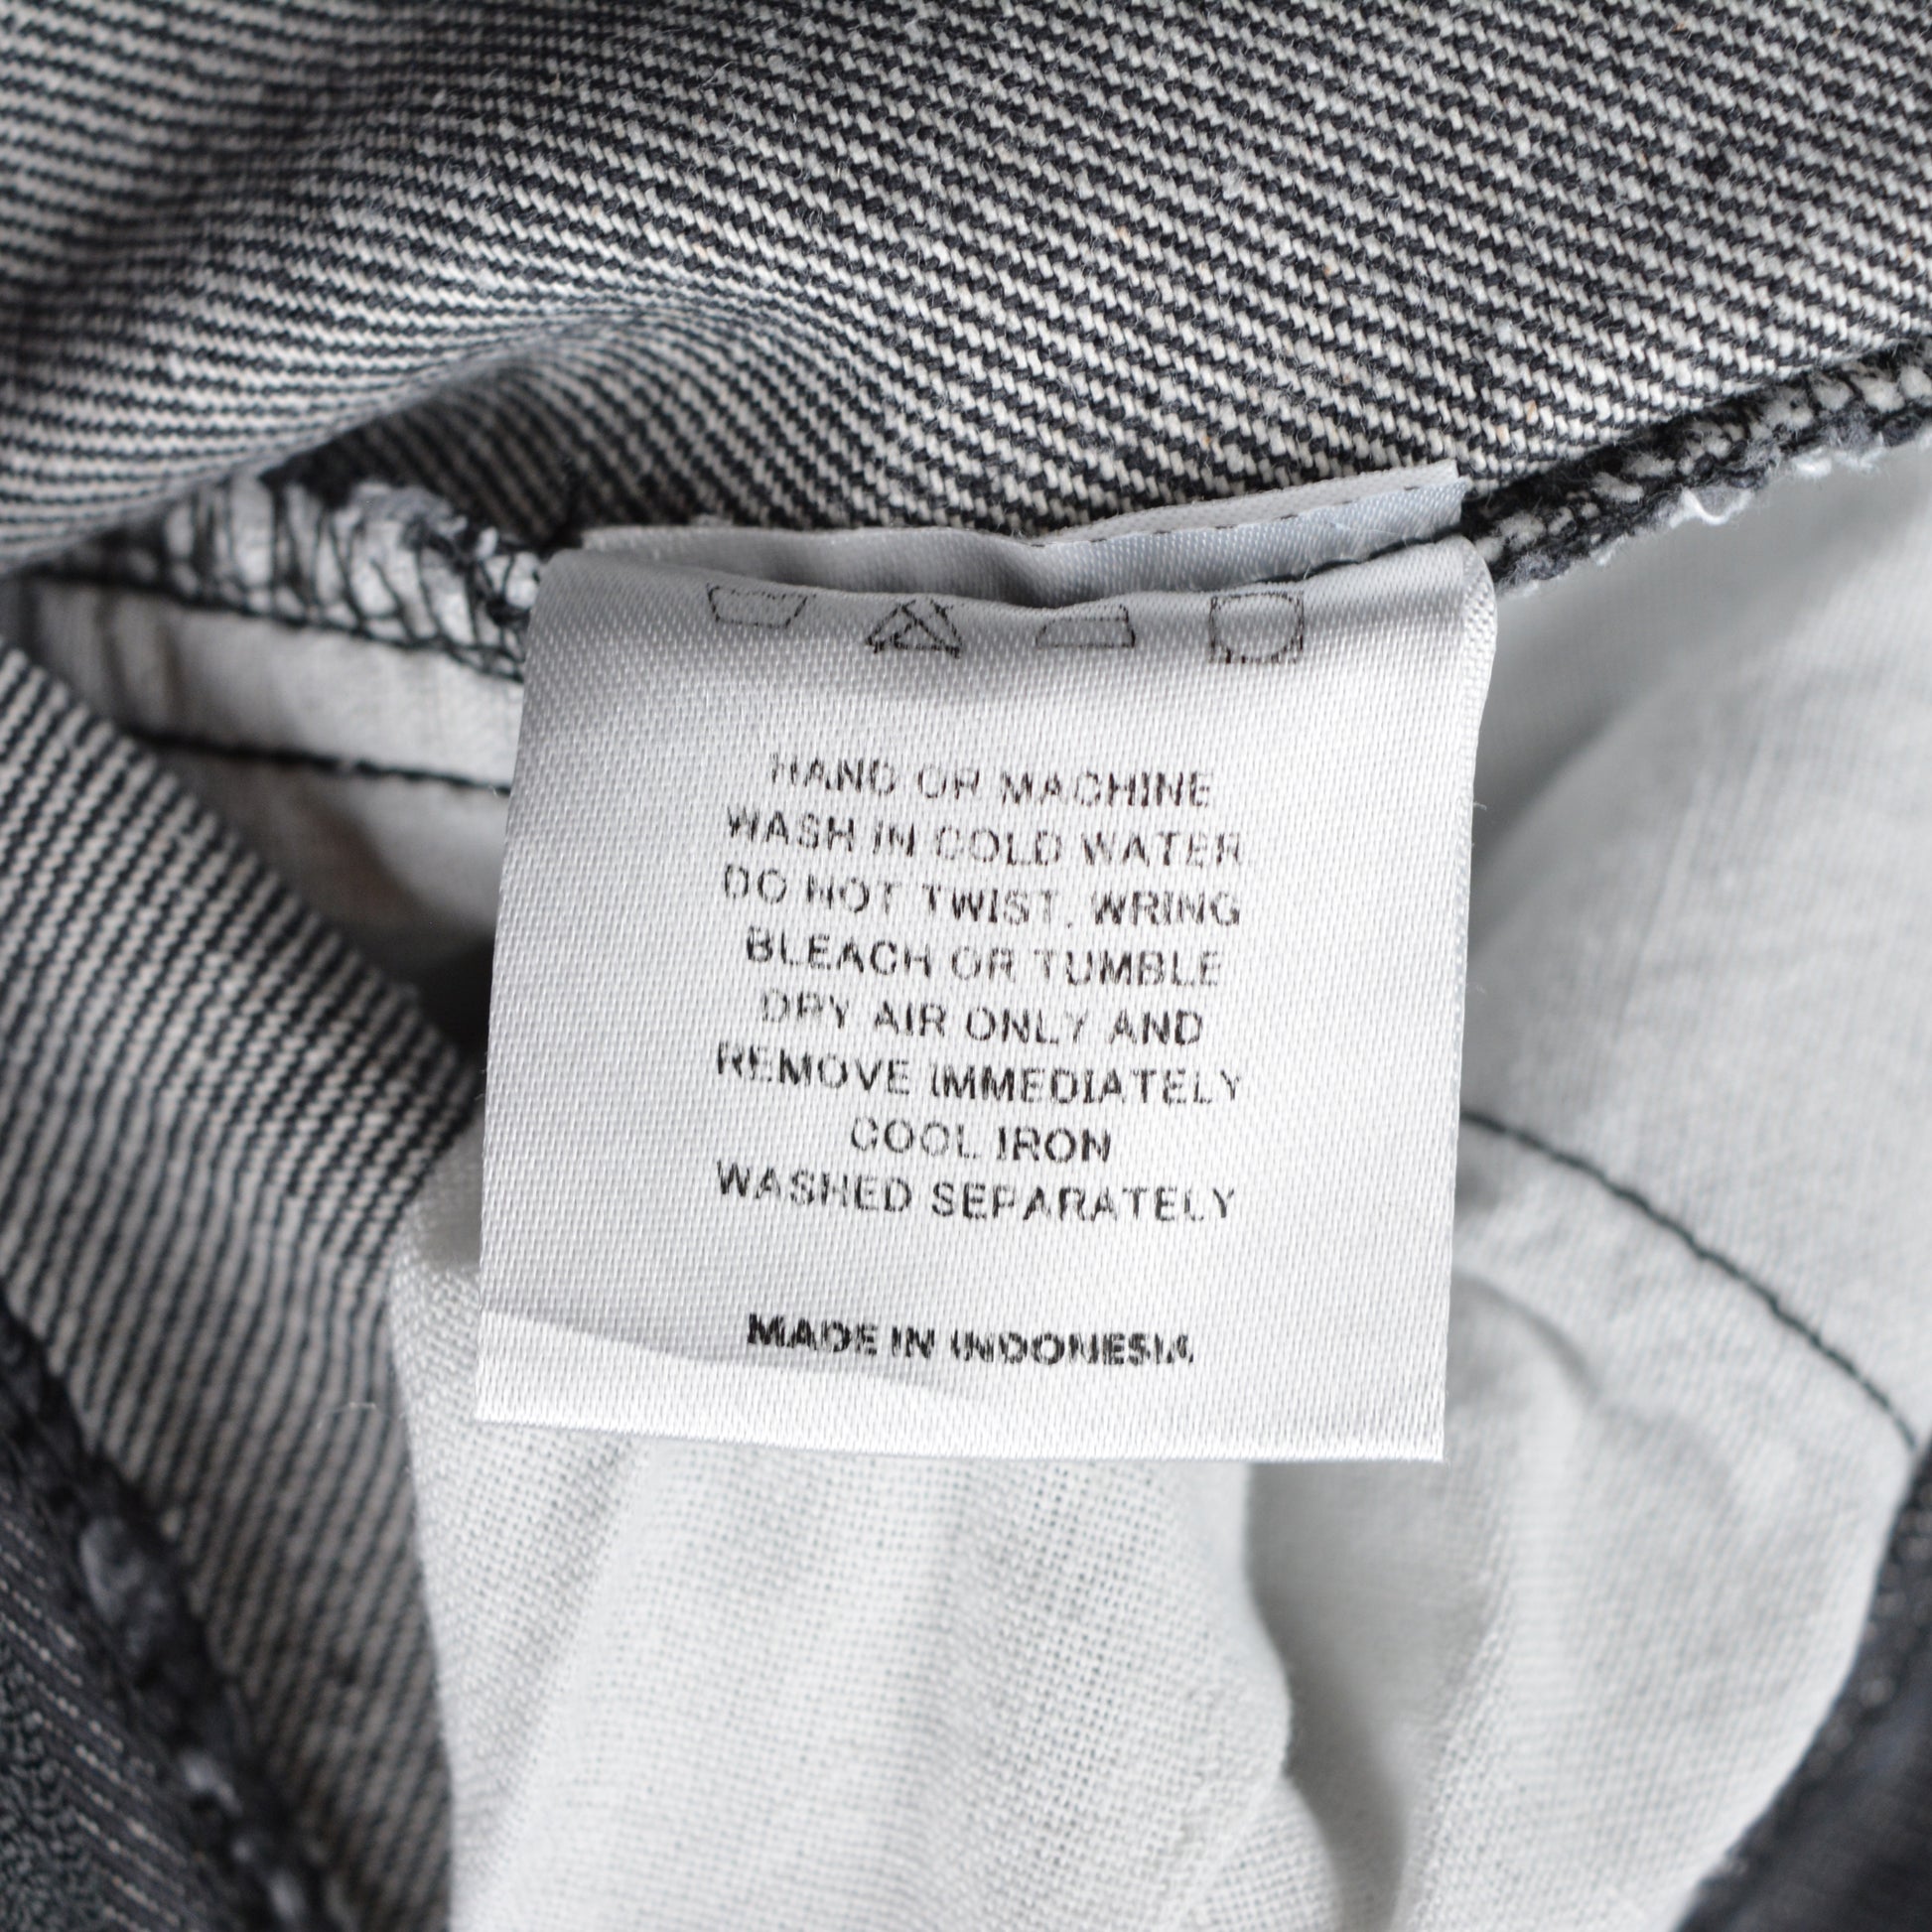 HAND OR MACHINE
WASH IN COLD WATER
DO NOT TWIST, WRING
BLEACH OR TUMBLE
DRY AIR ONLY AND
REMOVE IMMEDIATELY
COOL IRON
WASHED SEPARATELY
MADE IN INDONESIA